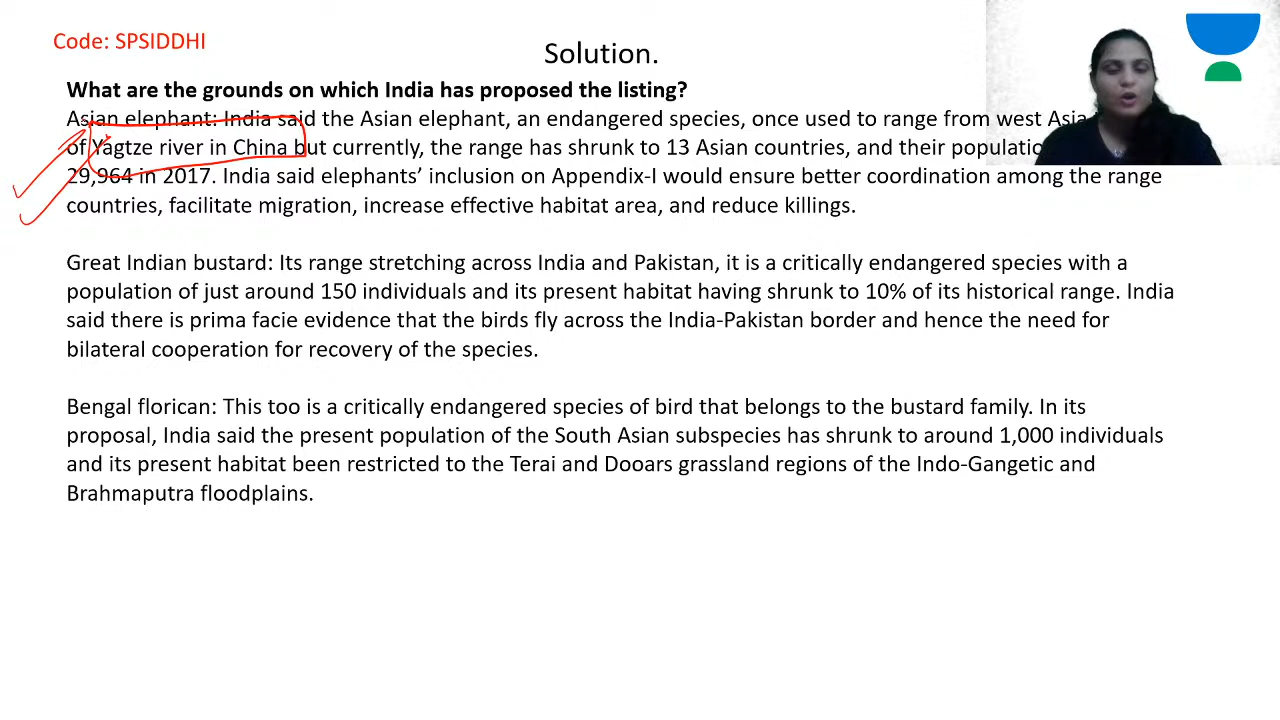 Code: SPSIDDHI
Solution.
What are the grounds on which India has proposed the listing?
Asian elephant: India said the Asian elephant, an endangered species, once used to range from west Asia
of Yagtze river in China but currently, the range has shrunk to 13 Asian countries, and their
29,964 in 2017. India said elephants’ inclusion on Appendix-I would ensure better coordination among the range
countries, facilitate migration, increase effective habitat area, and reduce killings.
Great Indian bustard: Its range stretching across India and Pakistan, it is a critically endangered species with a
population of just around 150 individuals and its present habitat having shrunk to 10% of its historical range. India
said there is prima facie evidence that the birds fly across the India-Pakistan border and hence the need for
bilateral cooperation for recovery of the species.
Bengal florican: This too is a critically endangered species of bird that belongs to the bustard family. In its
proposal, India said the present population of the South Asian subspecies has shrunk to around 1,000 individuals
and its present habitat been restricted to the Terai and Dooars grassland regions of the Indo-Gangetic and
Brahmaputra floodplains.